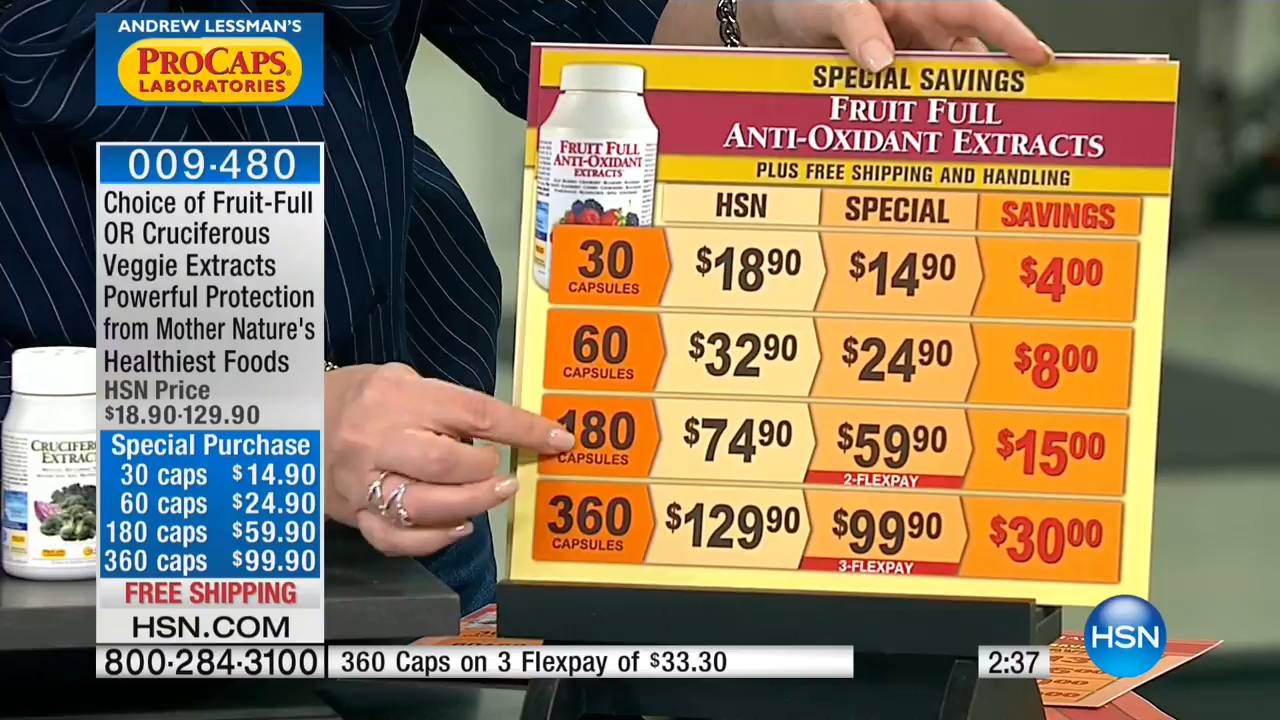 ANDREW LESSMAN'S
PROCAPS®
LABORATORIES
009-480
Choice of Fruit-Full
OR Cruciferous
Veggie Extracts
Powerful Protection
from Mother Nature's
Healthiest Foods
HSN Price
$18.90-129.90
Special Purchase
30 caps $14.90
60 caps $24.90
180 caps $59.90
360 caps $99.90
FREE SHIPPING
HSN.COM
800-284-3100
360 Caps on 3 Flexpay of $33.30
2:37
HSN
SPECIAL SAVINGS
FRUIT FULL
ANTI-OXIDANT EXTRACTS
PLUS FREE SHIPPING AND HANDLING
HSN SPECIAL SAVINGS
30 CAPSULES $18.90 $14.90 $4.00
60 CAPSULES $32.90 $24.90 $8.00
180 CAPSULES $74.90 $59.90 $15.00
2-FLEXPAY
360 CAPSULES $129.90 $99.90 $30.00
3-FLEXPAY
FRUIT FULL
ANTI-OXIDANT
EXTRACTS
CRUCIFER
EXTRAC